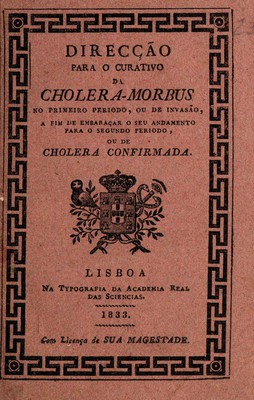 DIRECÇÃO
PARA O CURATIVO
DA
CHOLERA-MORBUS
NO PRIMEIRO PERIODO, OU DE INVASÃO,
A FIM DE EMBARAÇAR O SEU ANDAMENTO
PARA O SEGUNDO PERIODO,
OU DE
CHOLERA CONFIRMADA.
LISBOA
NA TYPOGRAFIA DA ACADEMIA REAL
DAS SCIENCIAS.
1833.
Com Licença de SUA MAGESTADE.